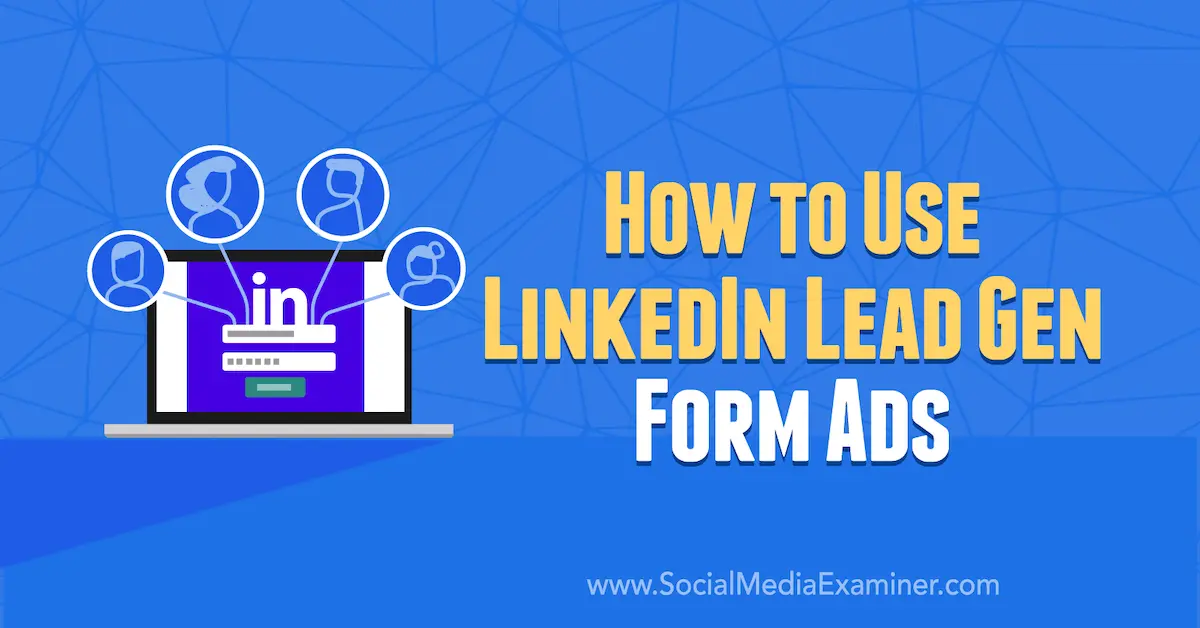 in
How to Use
LinkedIn Lead Gen
Form Ads
www.SocialMediaExaminer.com